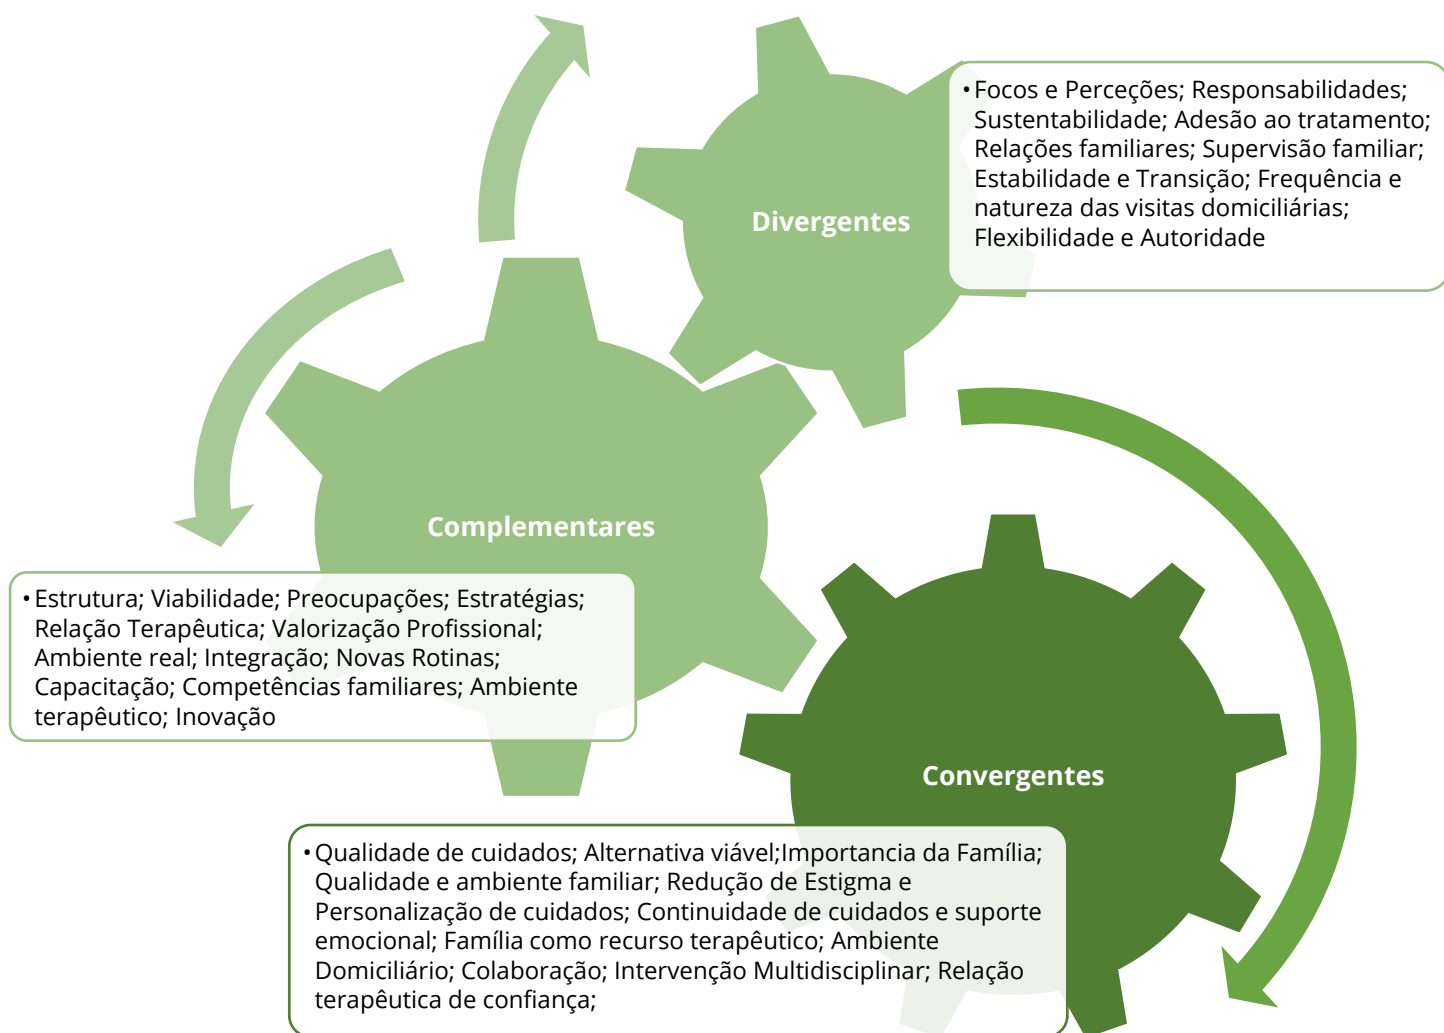 Divergentes
•Focos e Perceções; Responsabilidades;
Sustentabilidade; Adesão ao tratamento;
Relações familiares; Supervisão familiar;
Estabilidade e Transição; Frequência e
natureza das visitas domiciliárias;
Flexibilidade e Autoridade
Complementares
•Estrutura; Viabilidade; Preocupações; Estratégias;
Relação Terapêutica; Valorização Profissional;
Ambiente real; Integração; Novas Rotinas;
Capacitação; Competências familiares; Ambiente
terapêutico; Inovação
Convergentes
•Qualidade de cuidados; Alternativa viável;Importancia da Família;
Qualidade e ambiente familiar; Redução de Estigma e
Personalização de cuidados; Continuidade de cuidados e suporte
emocional; Família como recurso terapêutico; Ambiente
Domiciliário; Colaboração; Intervenção Multidisciplinar; Relação
terapêutica de confiança;